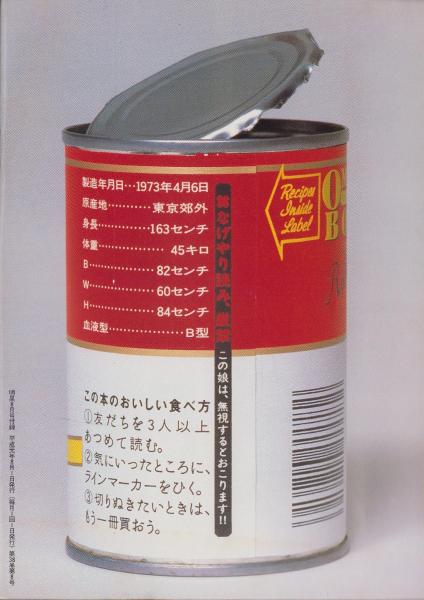 製造年月日…1973年4月6日
原産地………東京郊外
身長…………163センチ
体重……………45キロ
B……………82センチ
W……………60センチ
H……………84センチ
血液型………………B型
この娘は、無視するとおこります!!
Recipes
Inside
Label
この本のおいしい食べ方
①友だちを3人以上
あつめて読む。
②気にいったところに、
ラインマーカーをひく。
③切りぬきたいときは、
もう一冊買おう。